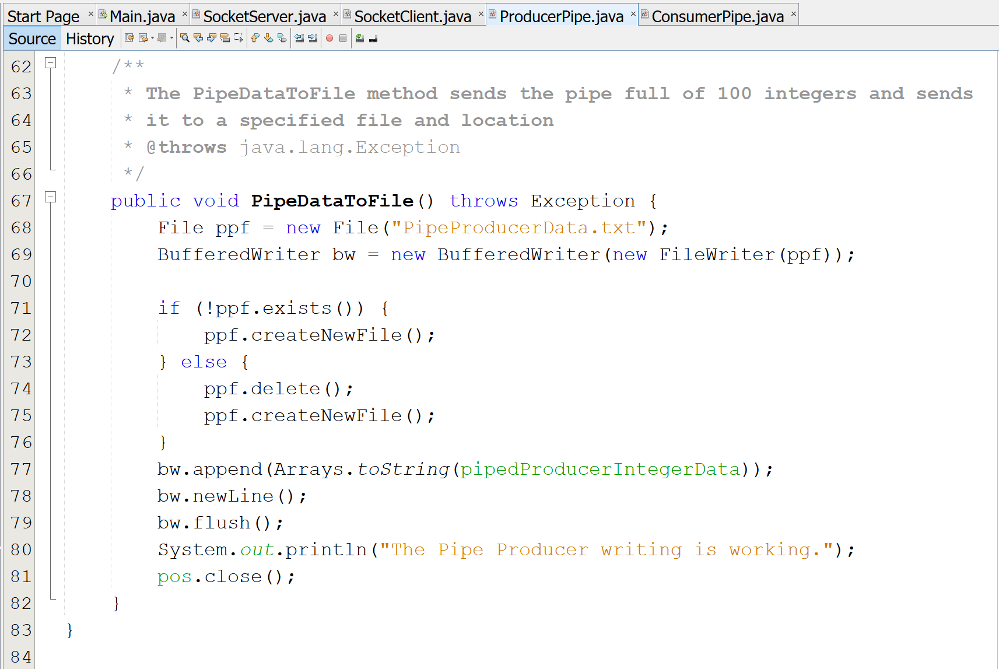 Start Page × Main.java × SocketServer.java × SocketClient.java × ProducerPipe.java × ConsumerPipe.java ×
Source History
62 /**
63 * The PipeDataToFile method sends the pipe full of 100 integers and sends
64 * it to a specified file and location
65 * @throws java.lang.Exception
66 */
67 public void PipeDataToFile() throws Exception {
68 File ppf = new File("PipeProducerData.txt");
69 BufferedWriter bw = new BufferedWriter(new FileWriter(ppf));
70
71 if (!ppf.exists()) {
72 ppf.createNewFile();
73 } else {
74 ppf.delete();
75 ppf.createNewFile();
76 }
77 bw.append(Arrays.toString(pipedProducerIntegerData));
78 bw.newLine();
79 bw.flush();
80 System.out.println("The Pipe Producer writing is working.");
81 pos.close();
82 }
83 }
84